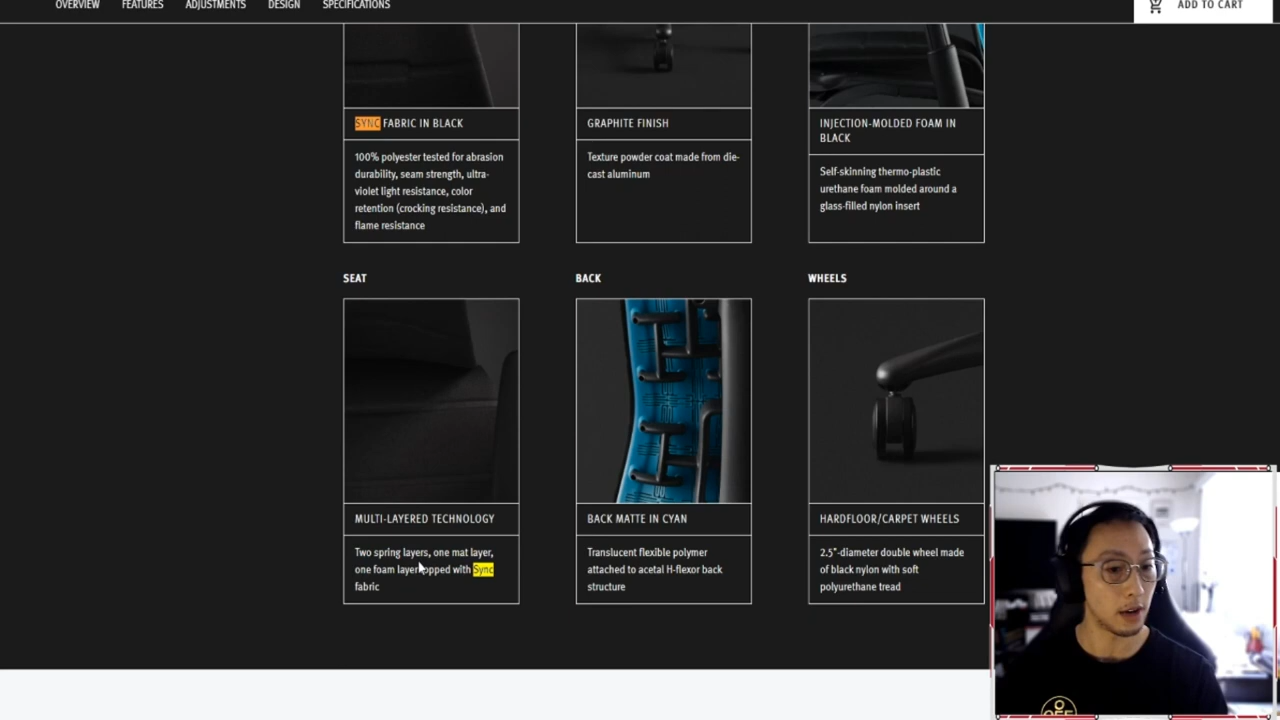 OVERVIEW
FEATURES
ADJUSTMENTS
DESIGN
SPECIFICATIONS
ADD TO CART
SYNC FABRIC IN BLACK
100% polyester tested for abrasion
durability, seam strength, ultra-
violet light resistance, color
retention (crocking resistance), and
flame resistance
GRAPHITE FINISH
Texture powder coat made from die-
cast aluminum
INJECTION-MOLDED FOAM IN
BLACK
Self-skinning thermo-plastic
urethane foam molded around a
glass-filled nylon insert
SEAT
BACK
WHEELS
MULTI-LAYERED TECHNOLOGY
Two spring layers, one mat layer,
one foam layer topped with Sync
fabric
BACK MATTE IN CYAN
Translucent flexible polymer
attached to acetal H-flexor back
structure
HARDFLOOR/CARPET WHEELS
2.5"-diameter double wheel made
of black nylon with soft
polyurethane tread